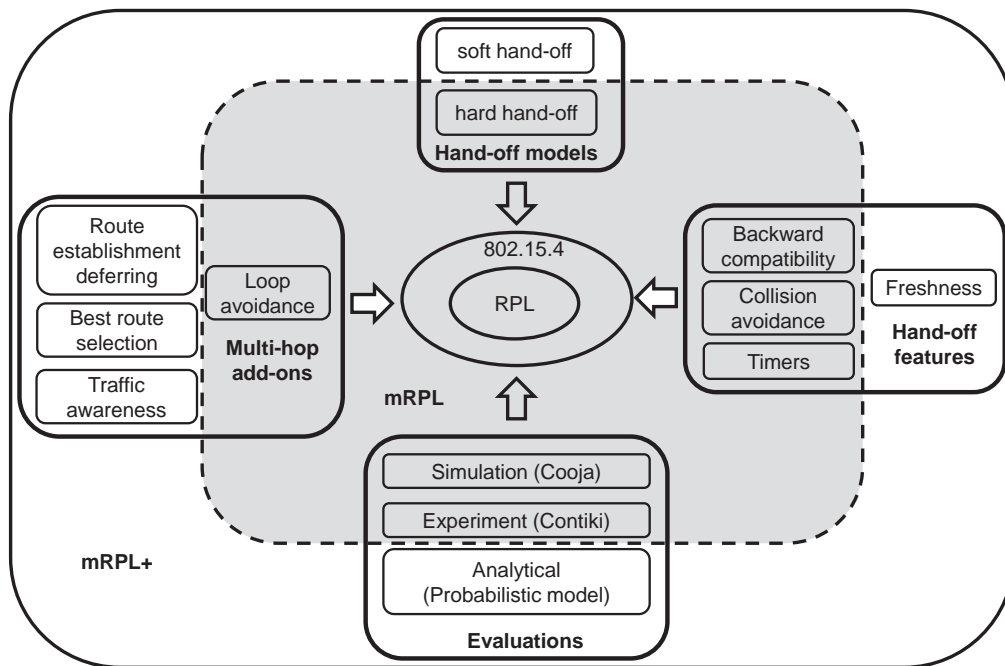 soft hand-off
hard hand-off
Hand-off models
Route
establishment
deferring
Best route
selection
Traffic
awareness
Loop
avoidance
Multi-hop
add-ons
802.15.4
RPL
mRPL
Backward
compatibility
Collision
avoidance
Timers
Freshness
Hand-off
features
Simulation (Cooja)
Experiment (Contiki)
Analytical
(Probabilistic model)
Evaluations
mRPL+